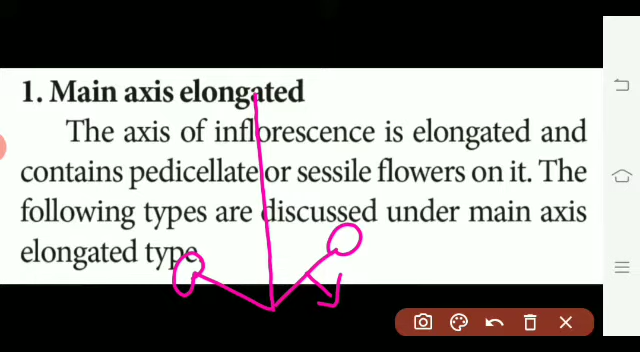 1. Main axis elongated
The axis of inflorescence is elongated and
contains pedicellate or sessile flowers on it. The
following types are discussed under main axis
elongated type.